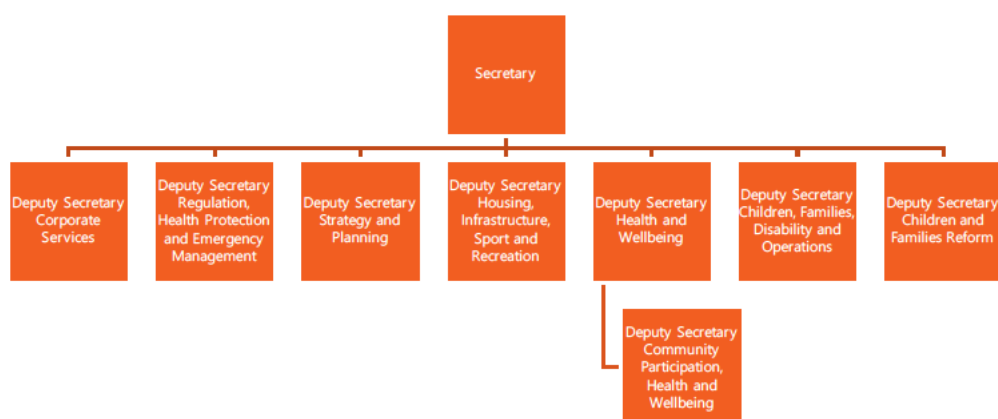 Secretary
Deputy Secretary
Corporate
Services
Deputy Secretary
Regulation,
Health Protection
and Emergency
Management
Deputy Secretary
Strategy and
Planning
Deputy Secretary
Housing,
Infrastructure,
Sport and
Recreation
Deputy Secretary
Health and
Wellbeing
Deputy Secretary
Children, Families,
Disability and
Operations
Deputy Secretary
Children and
Families Reform
Deputy Secretary
Community
Participation,
Health and
Wellbeing